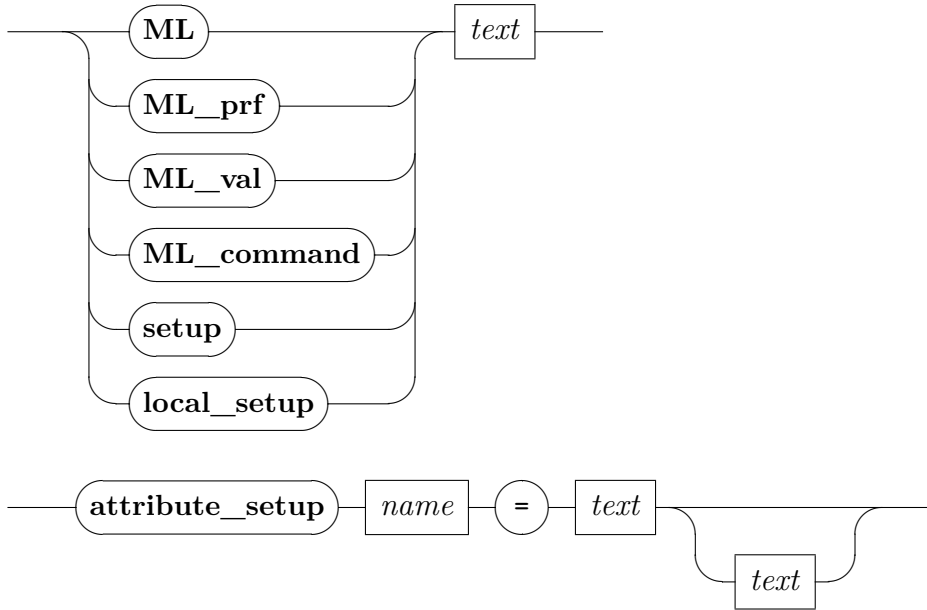 ML text
ML_prf
ML_val
ML_command
setup
local_setup
attribute_setup name = text
text